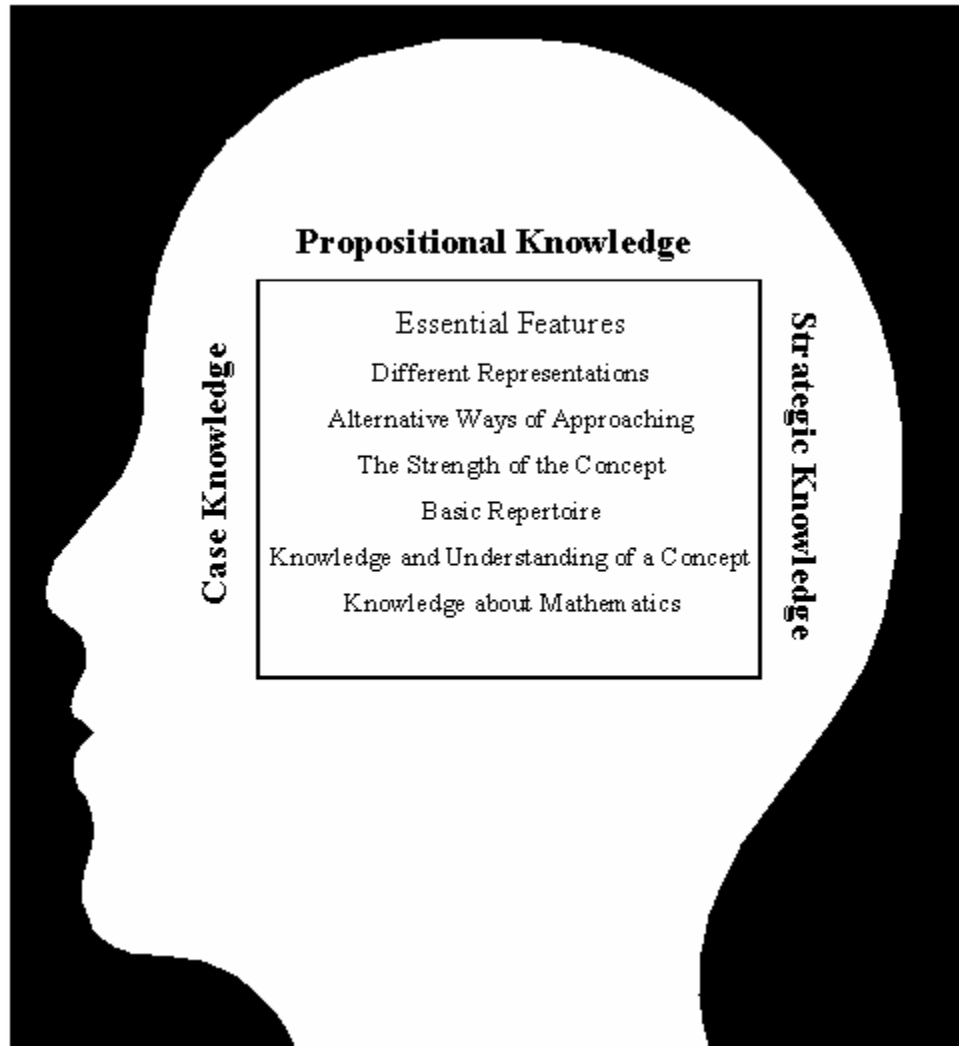 Propositional Knowledge
Case Knowledge
Essential Features
Different Representations
Alternative Ways of Approaching
The Strength of the Concept
Basic Repertoire
Knowledge and Understanding of a Concept
Knowledge about Mathematics
Strategic Knowledge